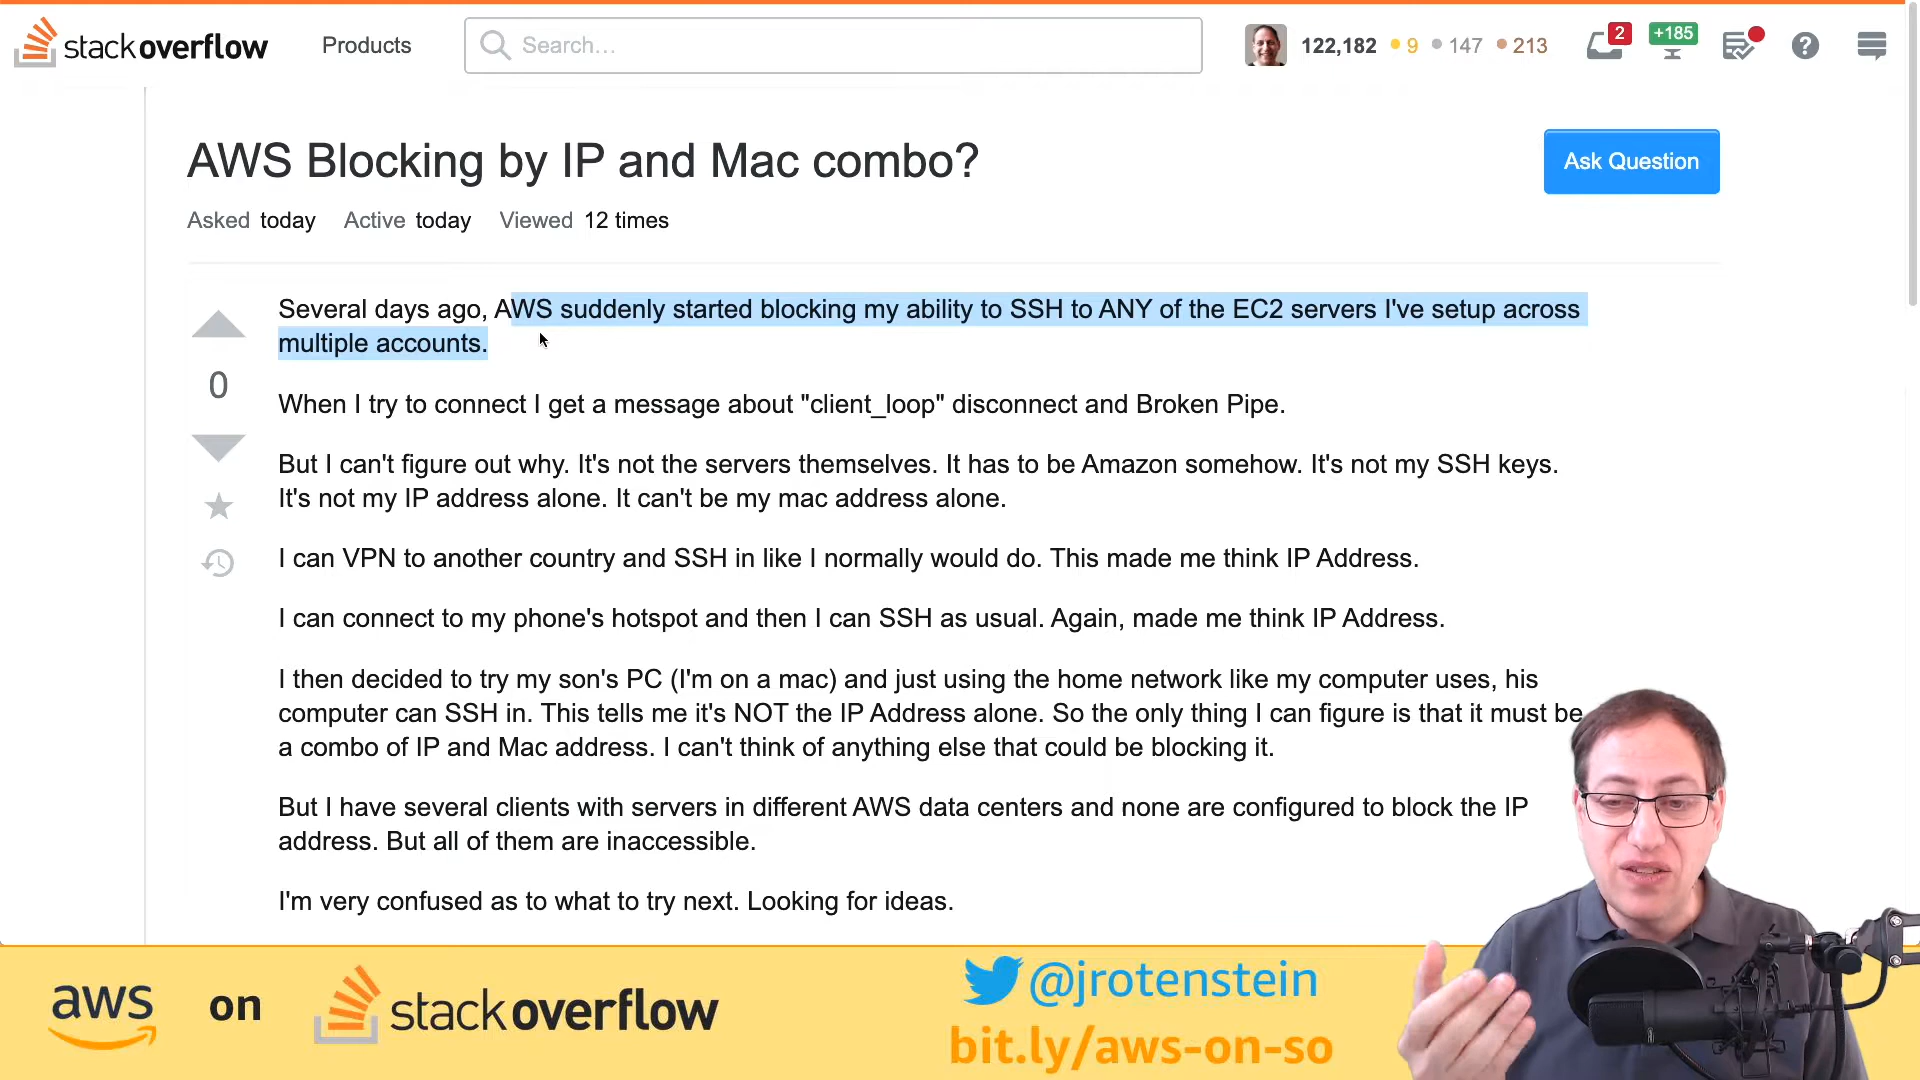 stackoverflow Products Search... 122,182 9 147 213 2 +185
AWS Blocking by IP and Mac combo?
Ask Question
Asked today Active today Viewed 12 times
Several days ago, AWS suddenly started blocking my ability to SSH to ANY of the EC2 servers I've setup across
multiple accounts.
0
When I try to connect I get a message about "client_loop" disconnect and Broken Pipe.
But I can't figure out why. It's not the servers themselves. It has to be Amazon somehow. It's not my SSH keys.
It's not my IP address alone. It can't be my mac address alone.
I can VPN to another country and SSH in like I normally would do. This made me think IP Address.
I can connect to my phone's hotspot and then I can SSH as usual. Again, made me think IP Address.
I then decided to try my son's PC (I'm on a mac) and just using the home network like my computer uses, his
computer can SSH in. This tells me it's NOT the IP Address alone. So the only thing I can figure is that it must be
a combo of IP and Mac address. I can't think of anything else that could be blocking it.
But I have several clients with servers in different AWS data centers and none are configured to block the IP
address. But all of them are inaccessible.
I'm very confused as to what to try next. Looking for ideas.
aws on stackoverflow
@jrotenstein
bit.ly/aws-on-so